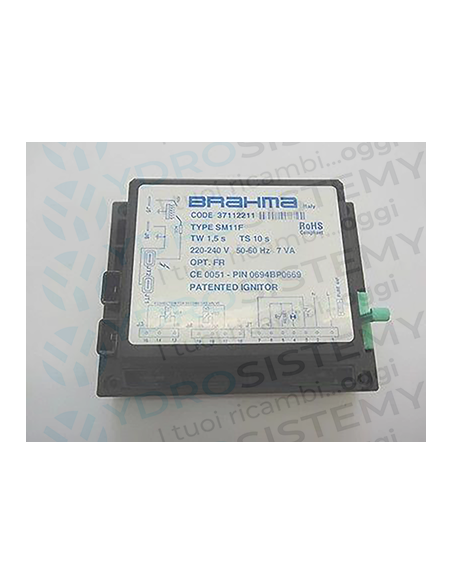 BRAHMA Italy
CODE 37112211
TYPE SM11F
RoHS
Compliant
TW 1,5 s TS 10 s
220-240 V 50-60 Hz 7 VA
OPT. FR
CE 0051 - PIN 0694BP0669
PATENTED IGNITOR
YDROSISTEMY
I tuoi ricambi...oggi